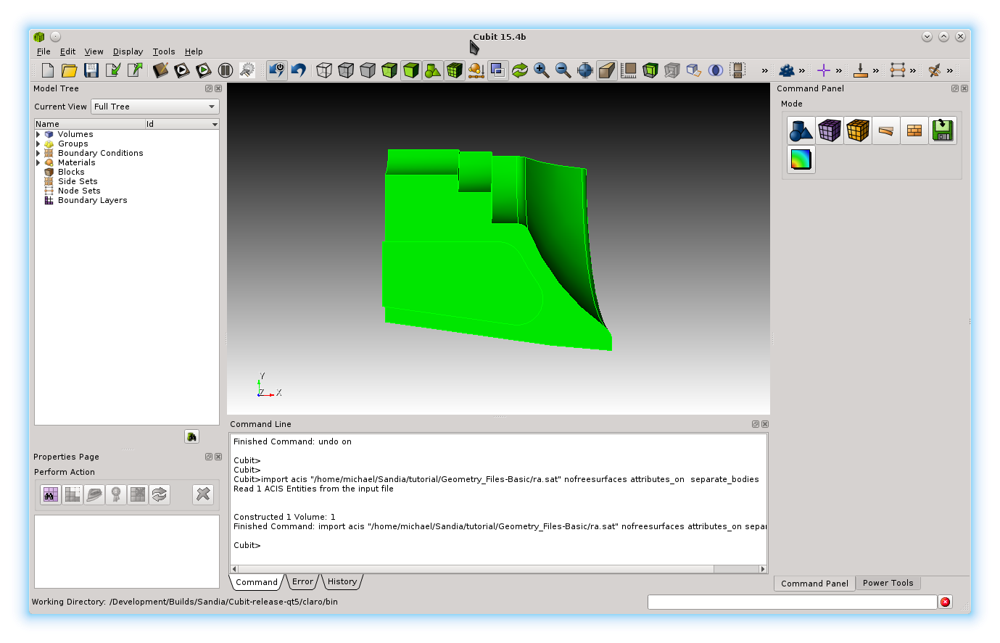 Cubit 15.4b
File Edit View Display Tools Help
Model Tree
Current View Full Tree
Name Id
Volumes
Groups
Boundary Conditions
Materials
Blocks
Side Sets
Node Sets
Boundary Layers
Properties Page
Perform Action
Y
Z X
Command Line
Finished Command: undo on
Cubit>
Cubit>
Cubit>import acis "/home/michael/Sandia/tutorial/Geometry_Files-Basic/ra.sat" nofreesurfaces attributes_on  separate_bodies
Read 1 ACIS Entities from the input file
Constructed 1 Volume: 1
Finished Command: import acis "/home/michael/Sandia/tutorial/Geometry_Files-Basic/ra.sat" nofreesurfaces attributes_on sepa
Cubit>
Command Error History
Command Panel
Mode
Command Panel Power Tools
Working Directory: /Development/Builds/Sandia/Cubit-release-qt5/claro/bin